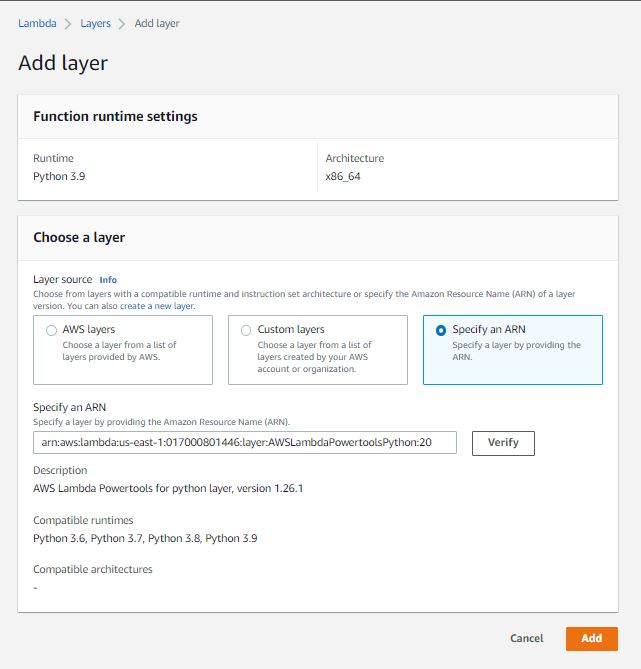 Lambda > Layers > Add layer
Add layer
Function runtime settings
Runtime
Python 3.9
Architecture
x86_64
Choose a layer
Layer source Info
Choose from layers with a compatible runtime and instruction set architecture or specify the Amazon Resource Name (ARN) of a layer
version. You can also create a new layer.
AWS layers
Choose a layer from a list of
layers provided by AWS.
Custom layers
Choose a layer from a list of
layers created by your AWS
account or organization.
Specify an ARN
Specify a layer by providing the
ARN.
Specify an ARN
Specify a layer by providing the Amazon Resource Name (ARN).
arn:aws:lambda:us-east-1:017000801446:layer:AWSLambdaPowertoolsPython:20
Verify
Description
AWS Lambda Powertools for python layer, version 1.26.1
Compatible runtimes
Python 3.6, Python 3.7, Python 3.8, Python 3.9
Compatible architectures
-
Cancel
Add